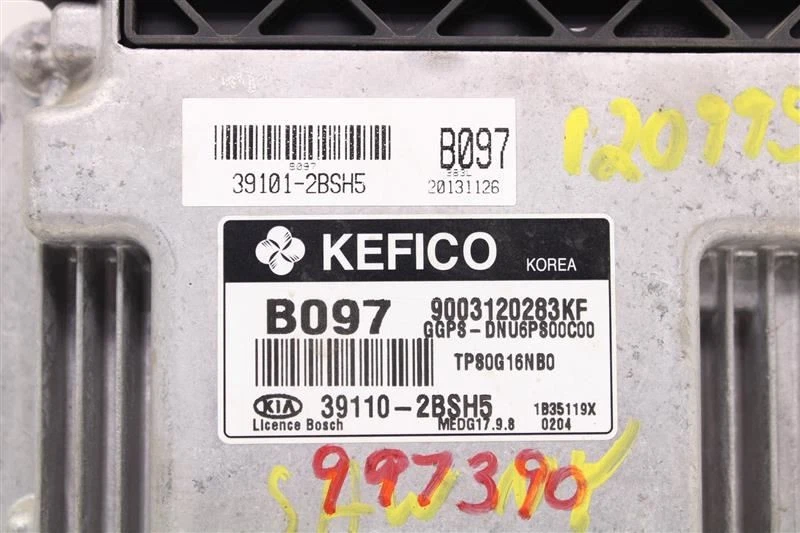 B097
39101-2BSH5
B097
20131126
120995
KEFICO
KOREA
B097
9003120283KF
GGPS-DNU6PS00C00
TPS0G16NB0
KIA
39110-2BSH5
1B35119X
Licence Bosch
MEDG17.9.8
0204
997390